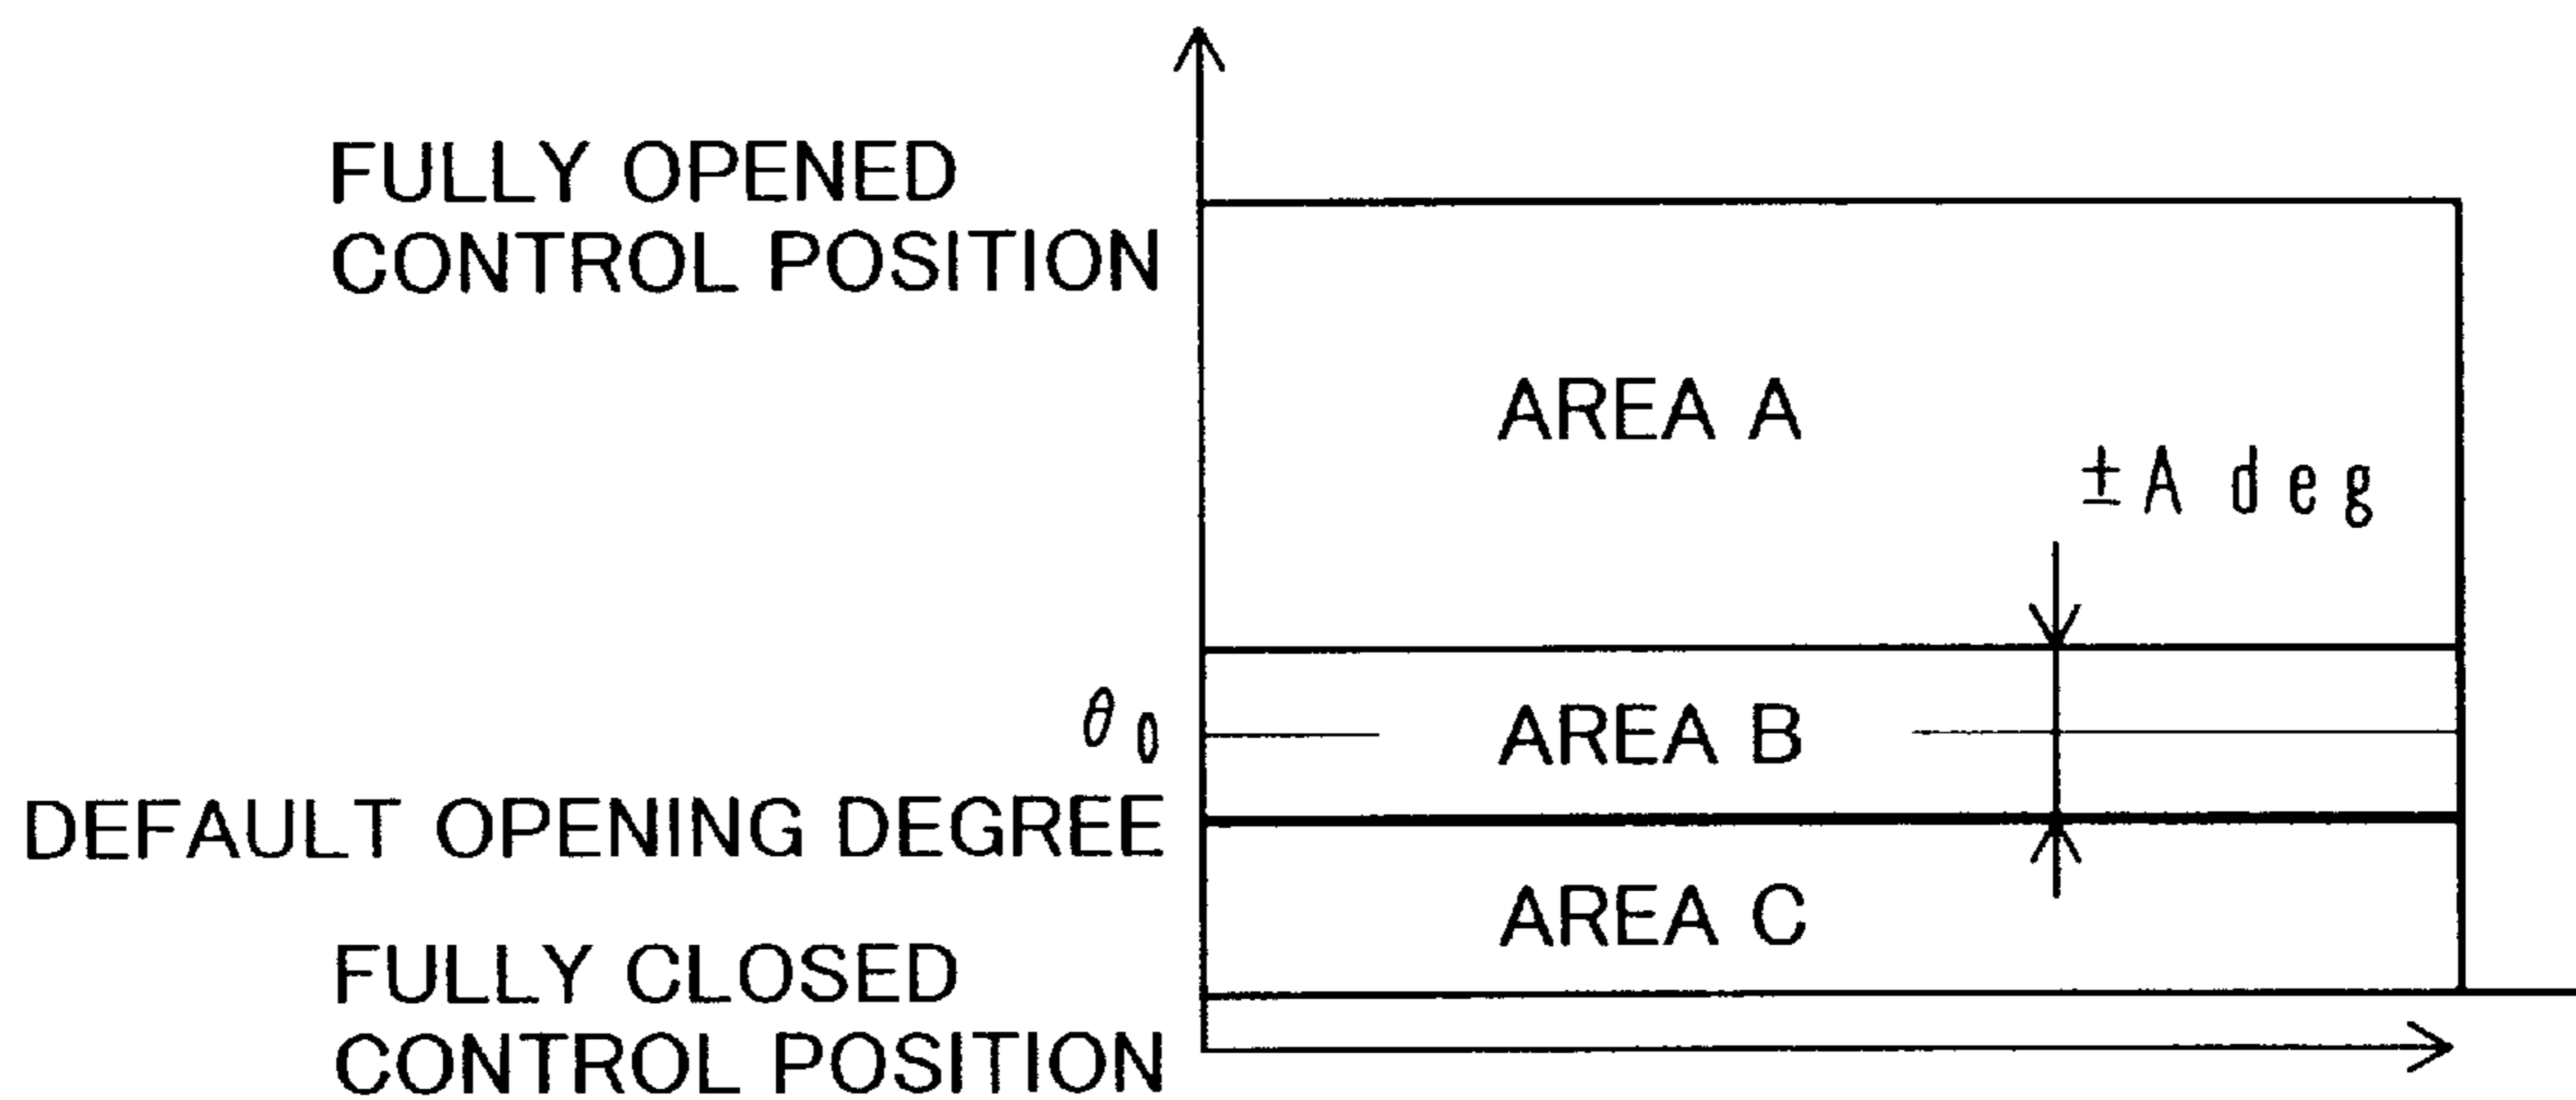 FULLY OPENED
CONTROL POSITION
AREA A
±A deg
θ0
AREA B
DEFAULT OPENING DEGREE
AREA C
FULLY CLOSED
CONTROL POSITION